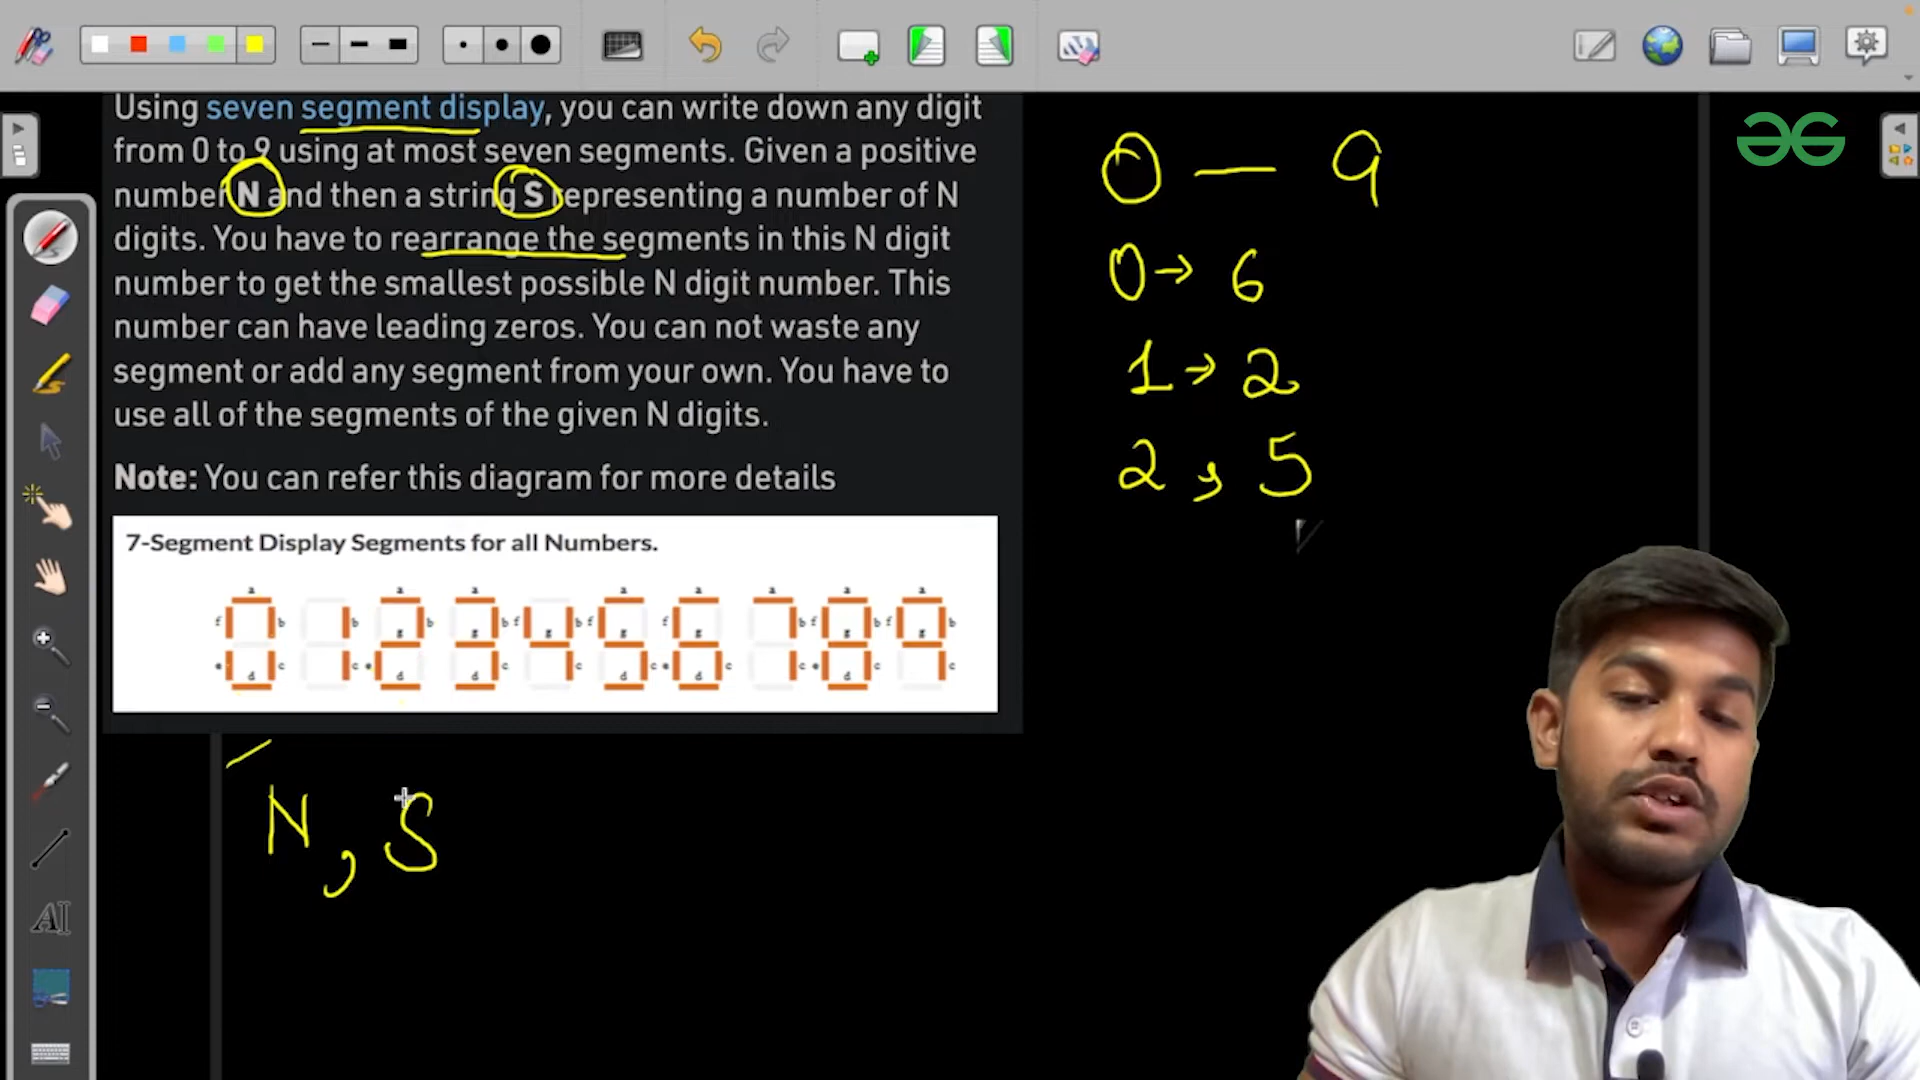 Using seven segment display, you can write down any digit
from 0 to 9 using at most seven segments. Given a positive
number N and then a string S representing a number of N
digits. You have to rearrange the segments in this N digit
number to get the smallest possible N digit number. This
number can have leading zeros. You can not waste any
segment or add any segment from your own. You have to
use all of the segments of the given N digits.
Note: You can refer this diagram for more details
7-Segment Display Segments for all Numbers.
N, S
0 — 9
0 → 6
1 → 2
2 , 5